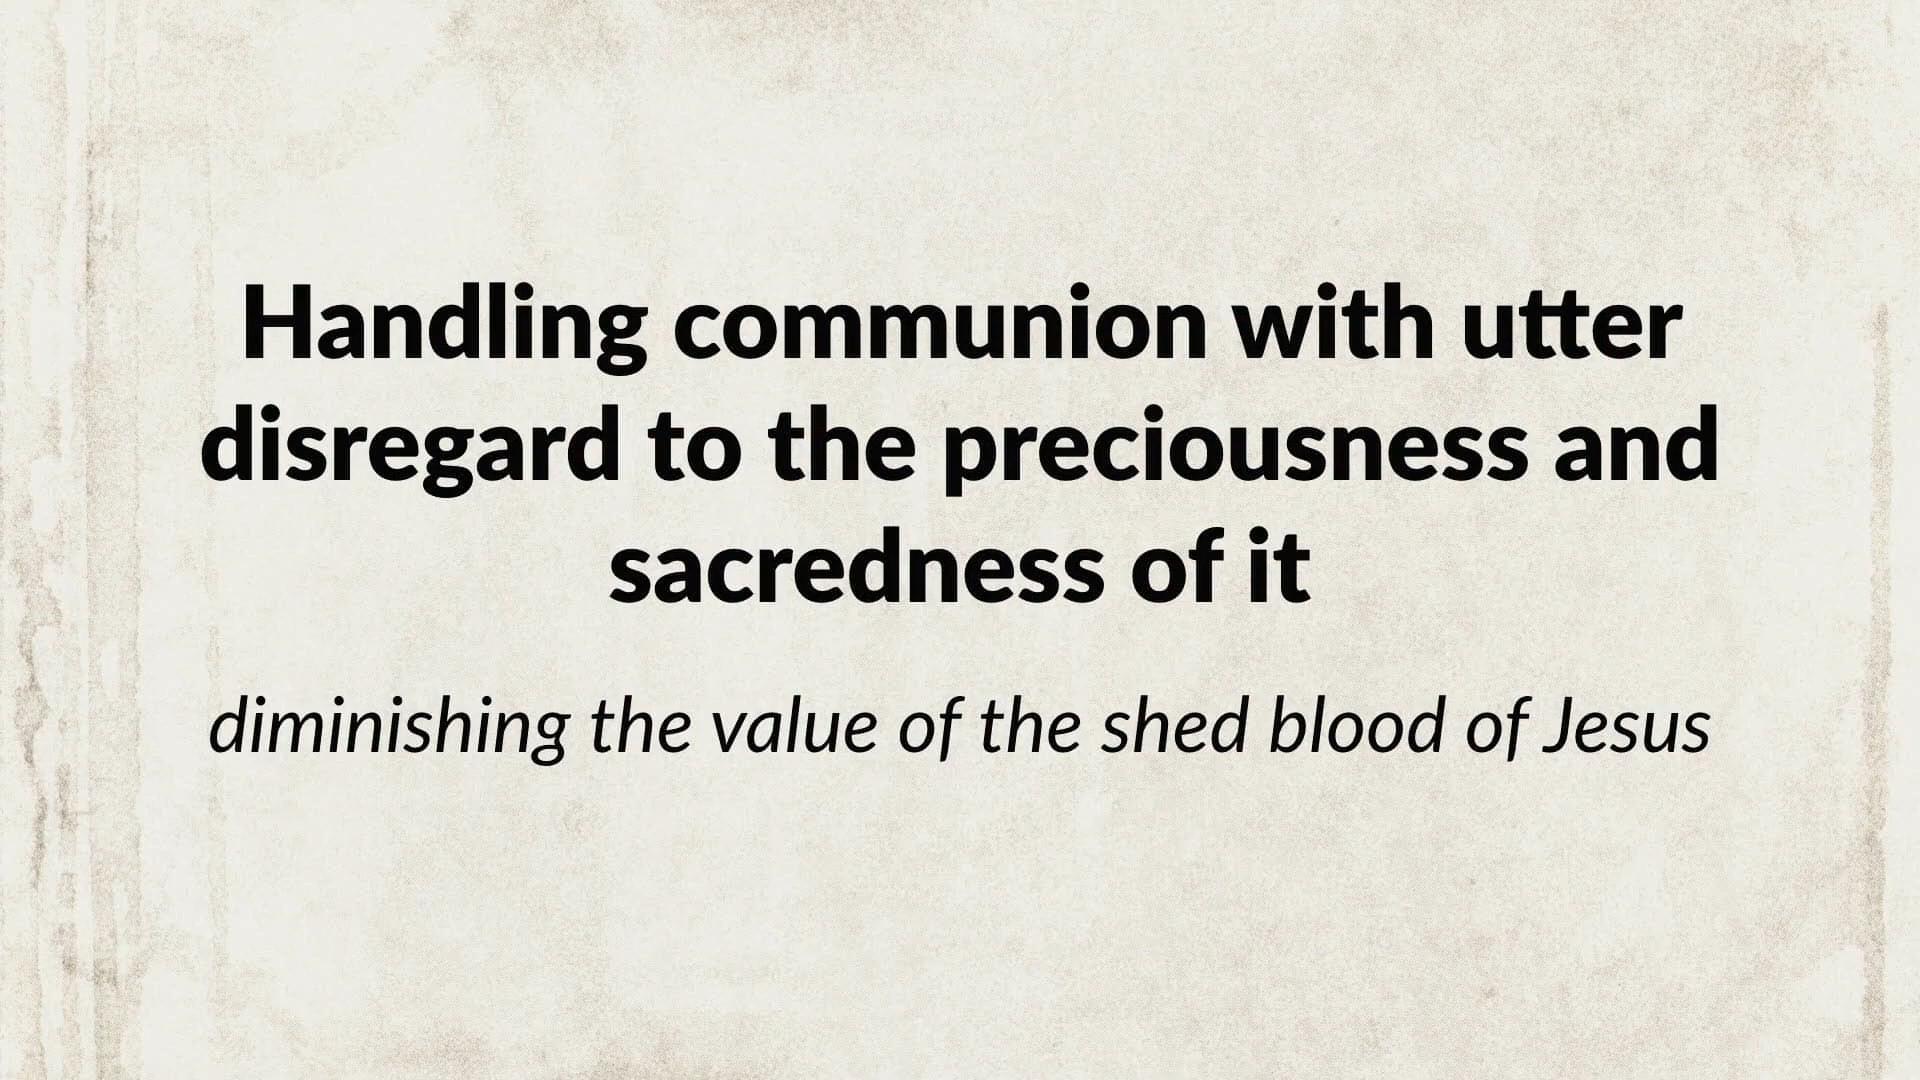 Handling communion with utter
disregard to the preciousness and
sacredness of it
diminishing the value of the shed blood of Jesus